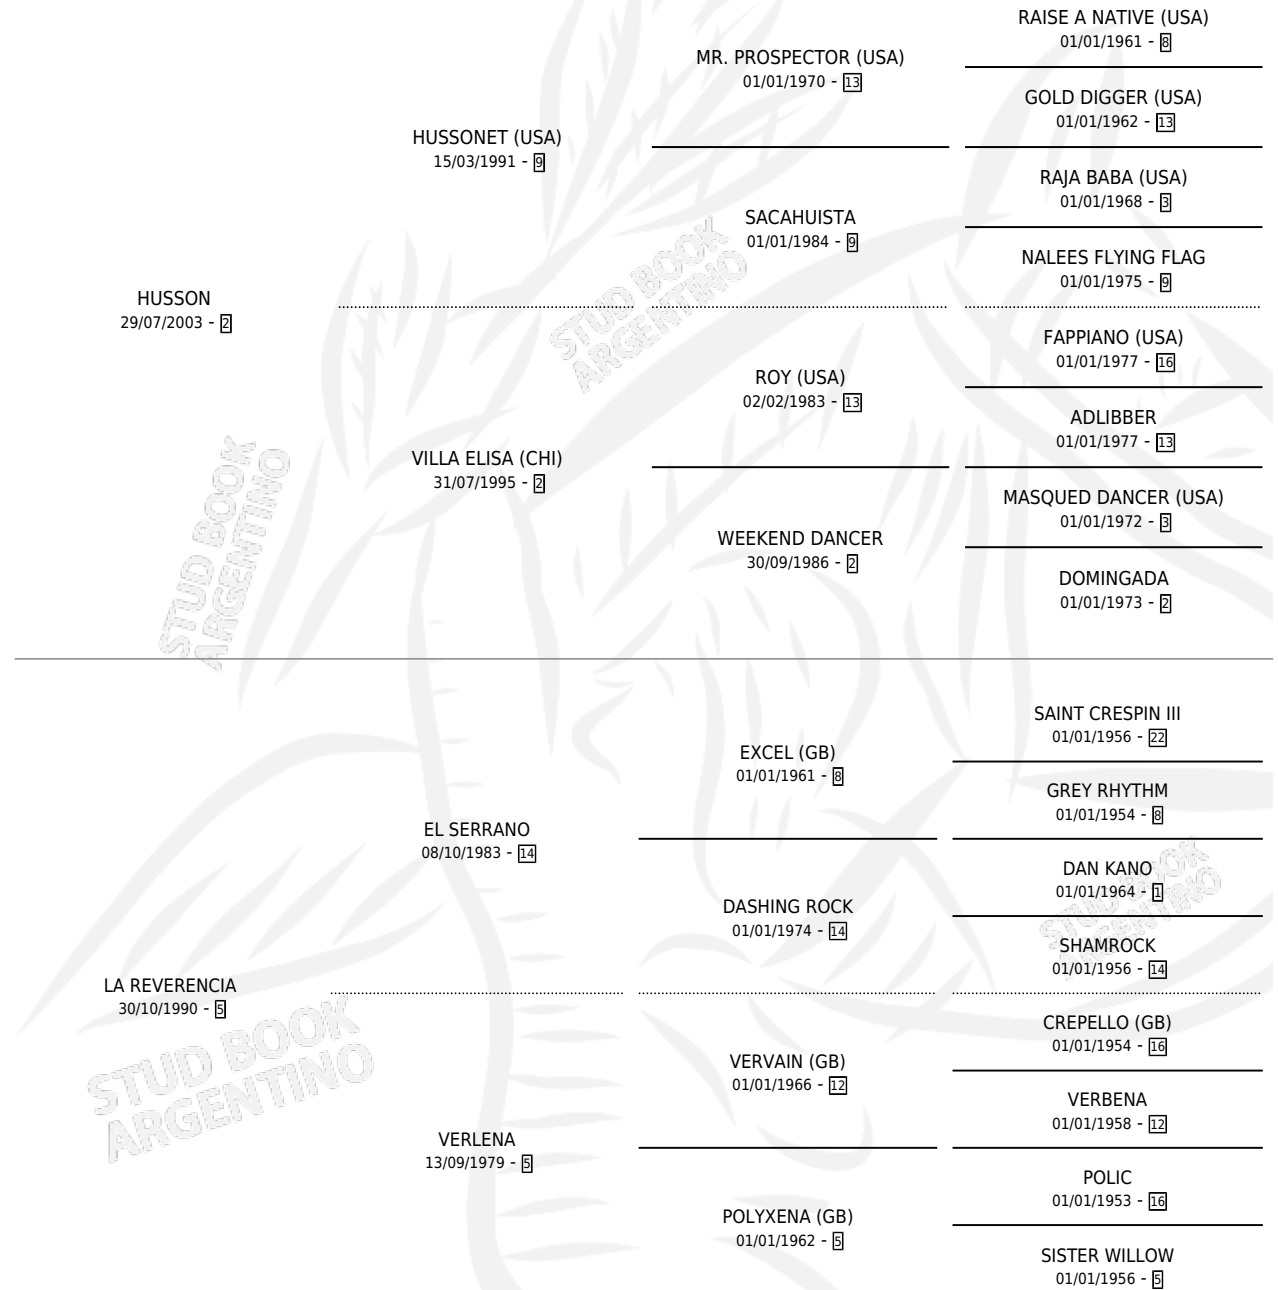 RAISE A NATIVE (USA)
01/01/1961 - 8
MR. PROSPECTOR (USA)
01/01/1970 - 13
GOLD DIGGER (USA)
01/01/1962 - 13
HUSSONET (USA)
15/03/1991 - 9
RAJA BABA (USA)
01/01/1968 - 3
SACAHUISTA
01/01/1984 - 9
NALEES FLYING FLAG
01/01/1975 - 9
HUSSON
29/07/2003 - 2
FAPPIANO (USA)
01/01/1977 - 16
ROY (USA)
02/02/1983 - 13
ADLIBBER
01/01/1977 - 13
VILLA ELISA (CHI)
31/07/1995 - 2
MASQUED DANCER (USA)
01/01/1972 - 3
WEEKEND DANCER
30/09/1986 - 2
DOMINGADA
01/01/1973 - 2
STUD BOOK
ARGENTINO
STUD BOOK
ARGENTINO
SAINT CRESPIN III
01/01/1956 - 22
EXCEL (GB)
01/01/1961 - 8
GREY RHYTHM
01/01/1954 - 8
EL SERRANO
08/10/1983 - 14
DAN KANO
01/01/1964 - 1
DASHING ROCK
01/01/1974 - 14
SHAMROCK
01/01/1956 - 14
LA REVERENCIA
30/10/1990 - 5
CREPELLO (GB)
01/01/1954 - 16
VERVAIN (GB)
01/01/1966 - 12
VERBENA
01/01/1958 - 12
VERLENA
13/09/1979 - 5
POLIC
01/01/1953 - 16
POLYXENA (GB)
01/01/1962 - 5
SISTER WILLOW
01/01/1956 - 5
STUD BOOK
ARGENTINO
STUD BOOK
ARGENTINO